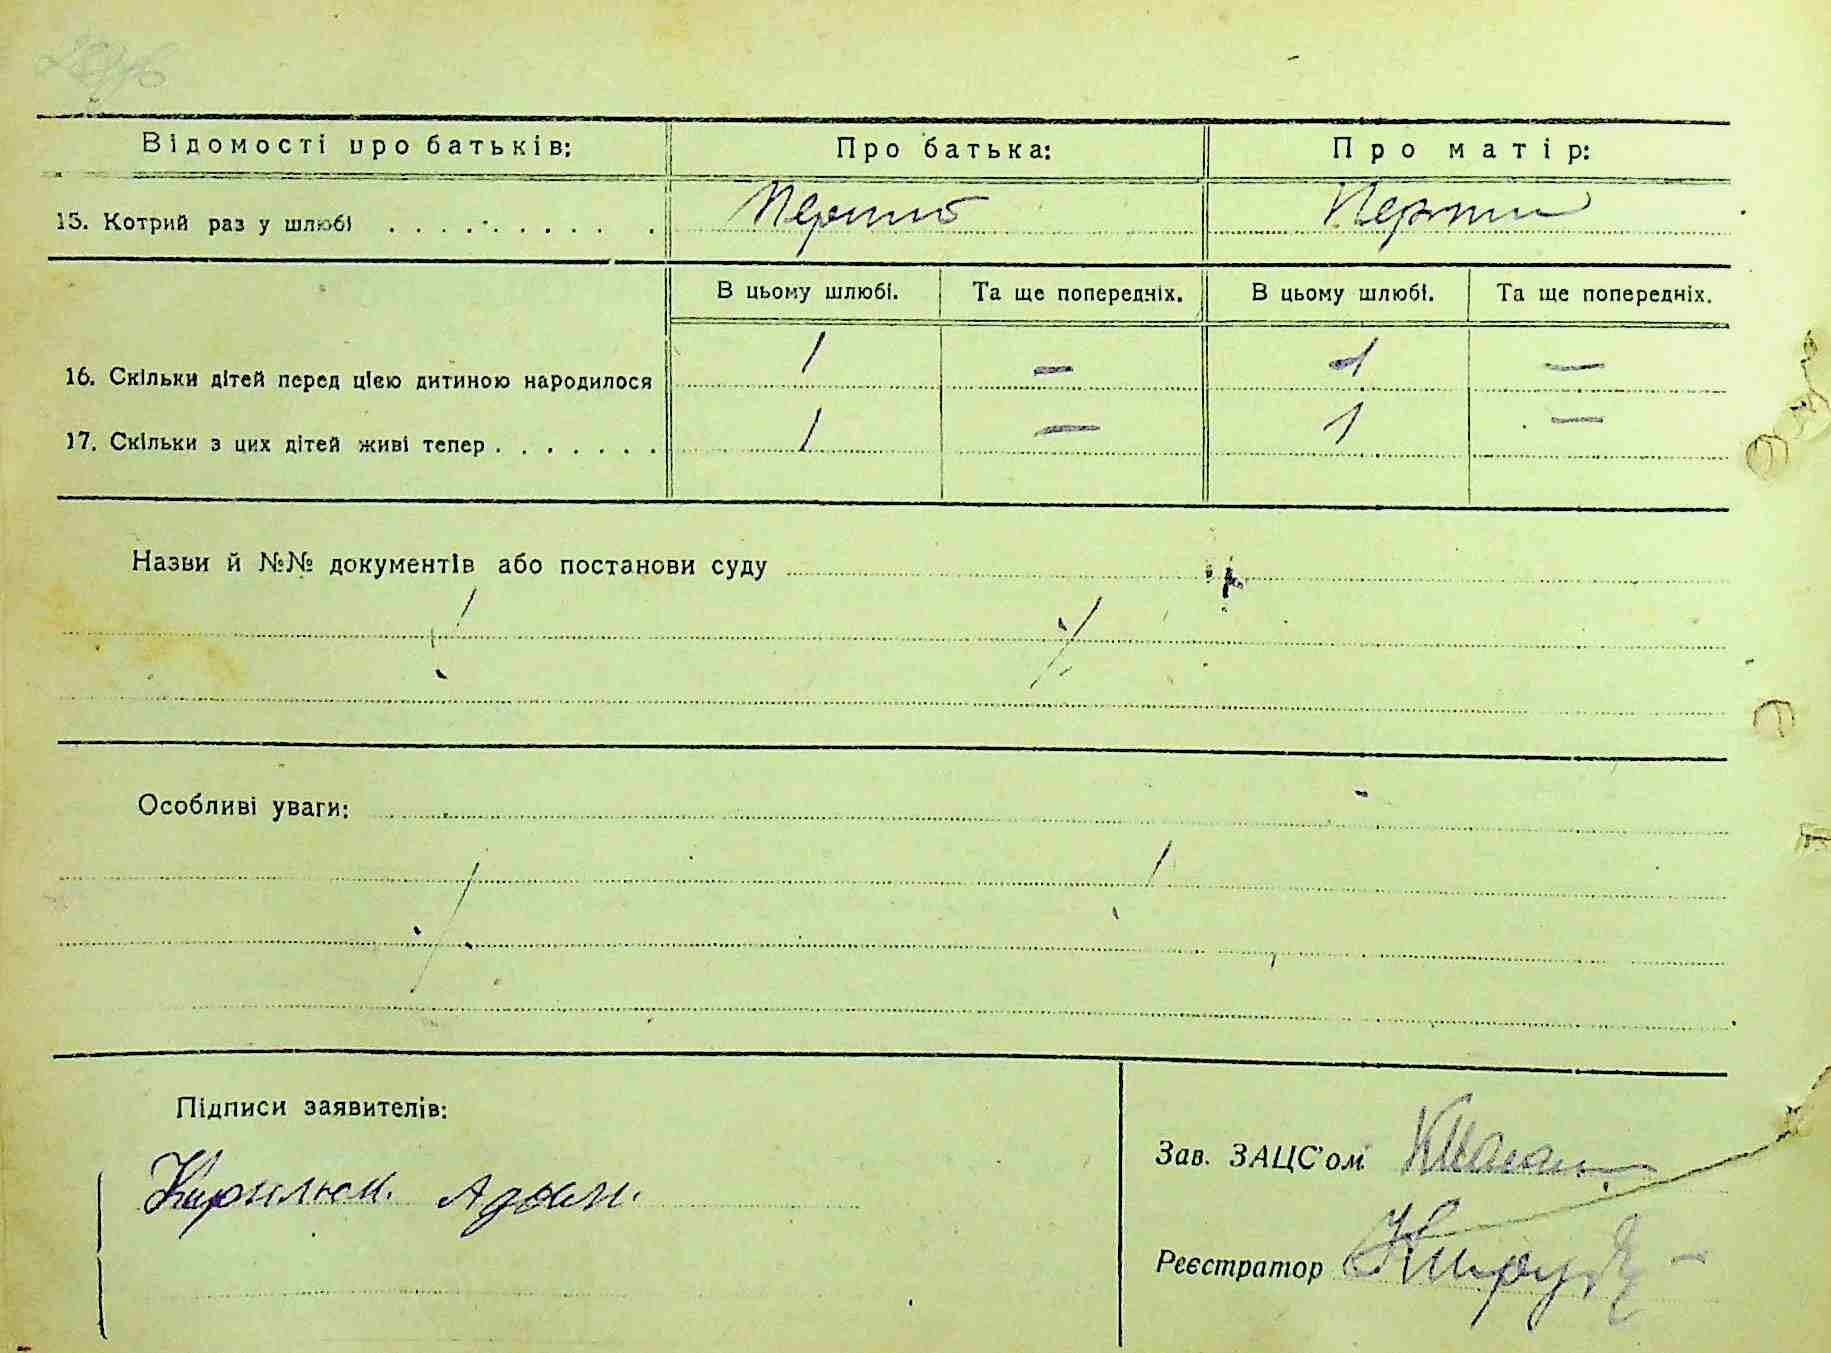 Відомості про батьків: Про батька: Про матір:
15. Котрий раз у шлюбі . . . . . . . . . . . Перший Перший
В цьому шлюбі. Та ще попередніх. В цьому шлюбі. Та ще попередніх.
16. Скільки дітей перед цією дитиною народилося 1 — 1 —
17. Скільки з цих дітей живі тепер . . . . . . . 1 — 1 —
Назви й №№ документів або постанови суду
Особливі уваги:
Підписи заявителів:
Зав. ЗАЦС'ом
Кирилюк Адам
Реєстратор